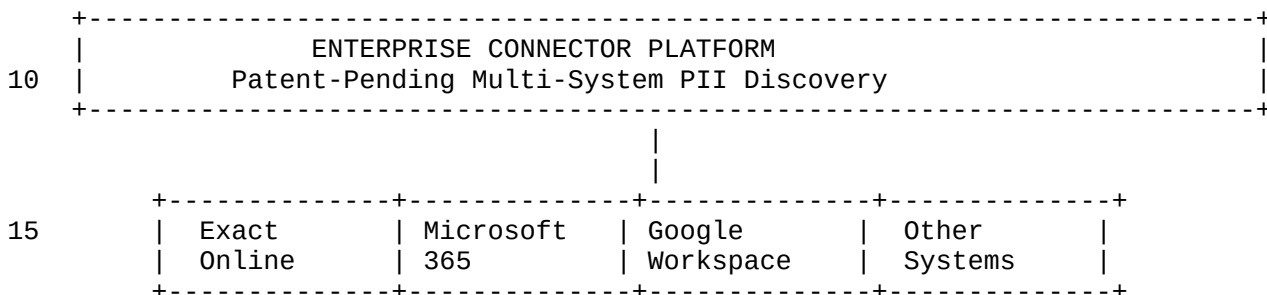 +-------------------------------------------------------------------------+
|              ENTERPRISE CONNECTOR PLATFORM                              |
10  |         Patent-Pending Multi-System PII Discovery                       |
+-------------------------------------------------------------------------+
|
|
+--------------+--------------+--------------+--------------+
15  |  Exact       | Microsoft    | Google       |  Other       |
|  Online      | 365          | Workspace    |  Systems     |
+--------------+--------------+--------------+--------------+